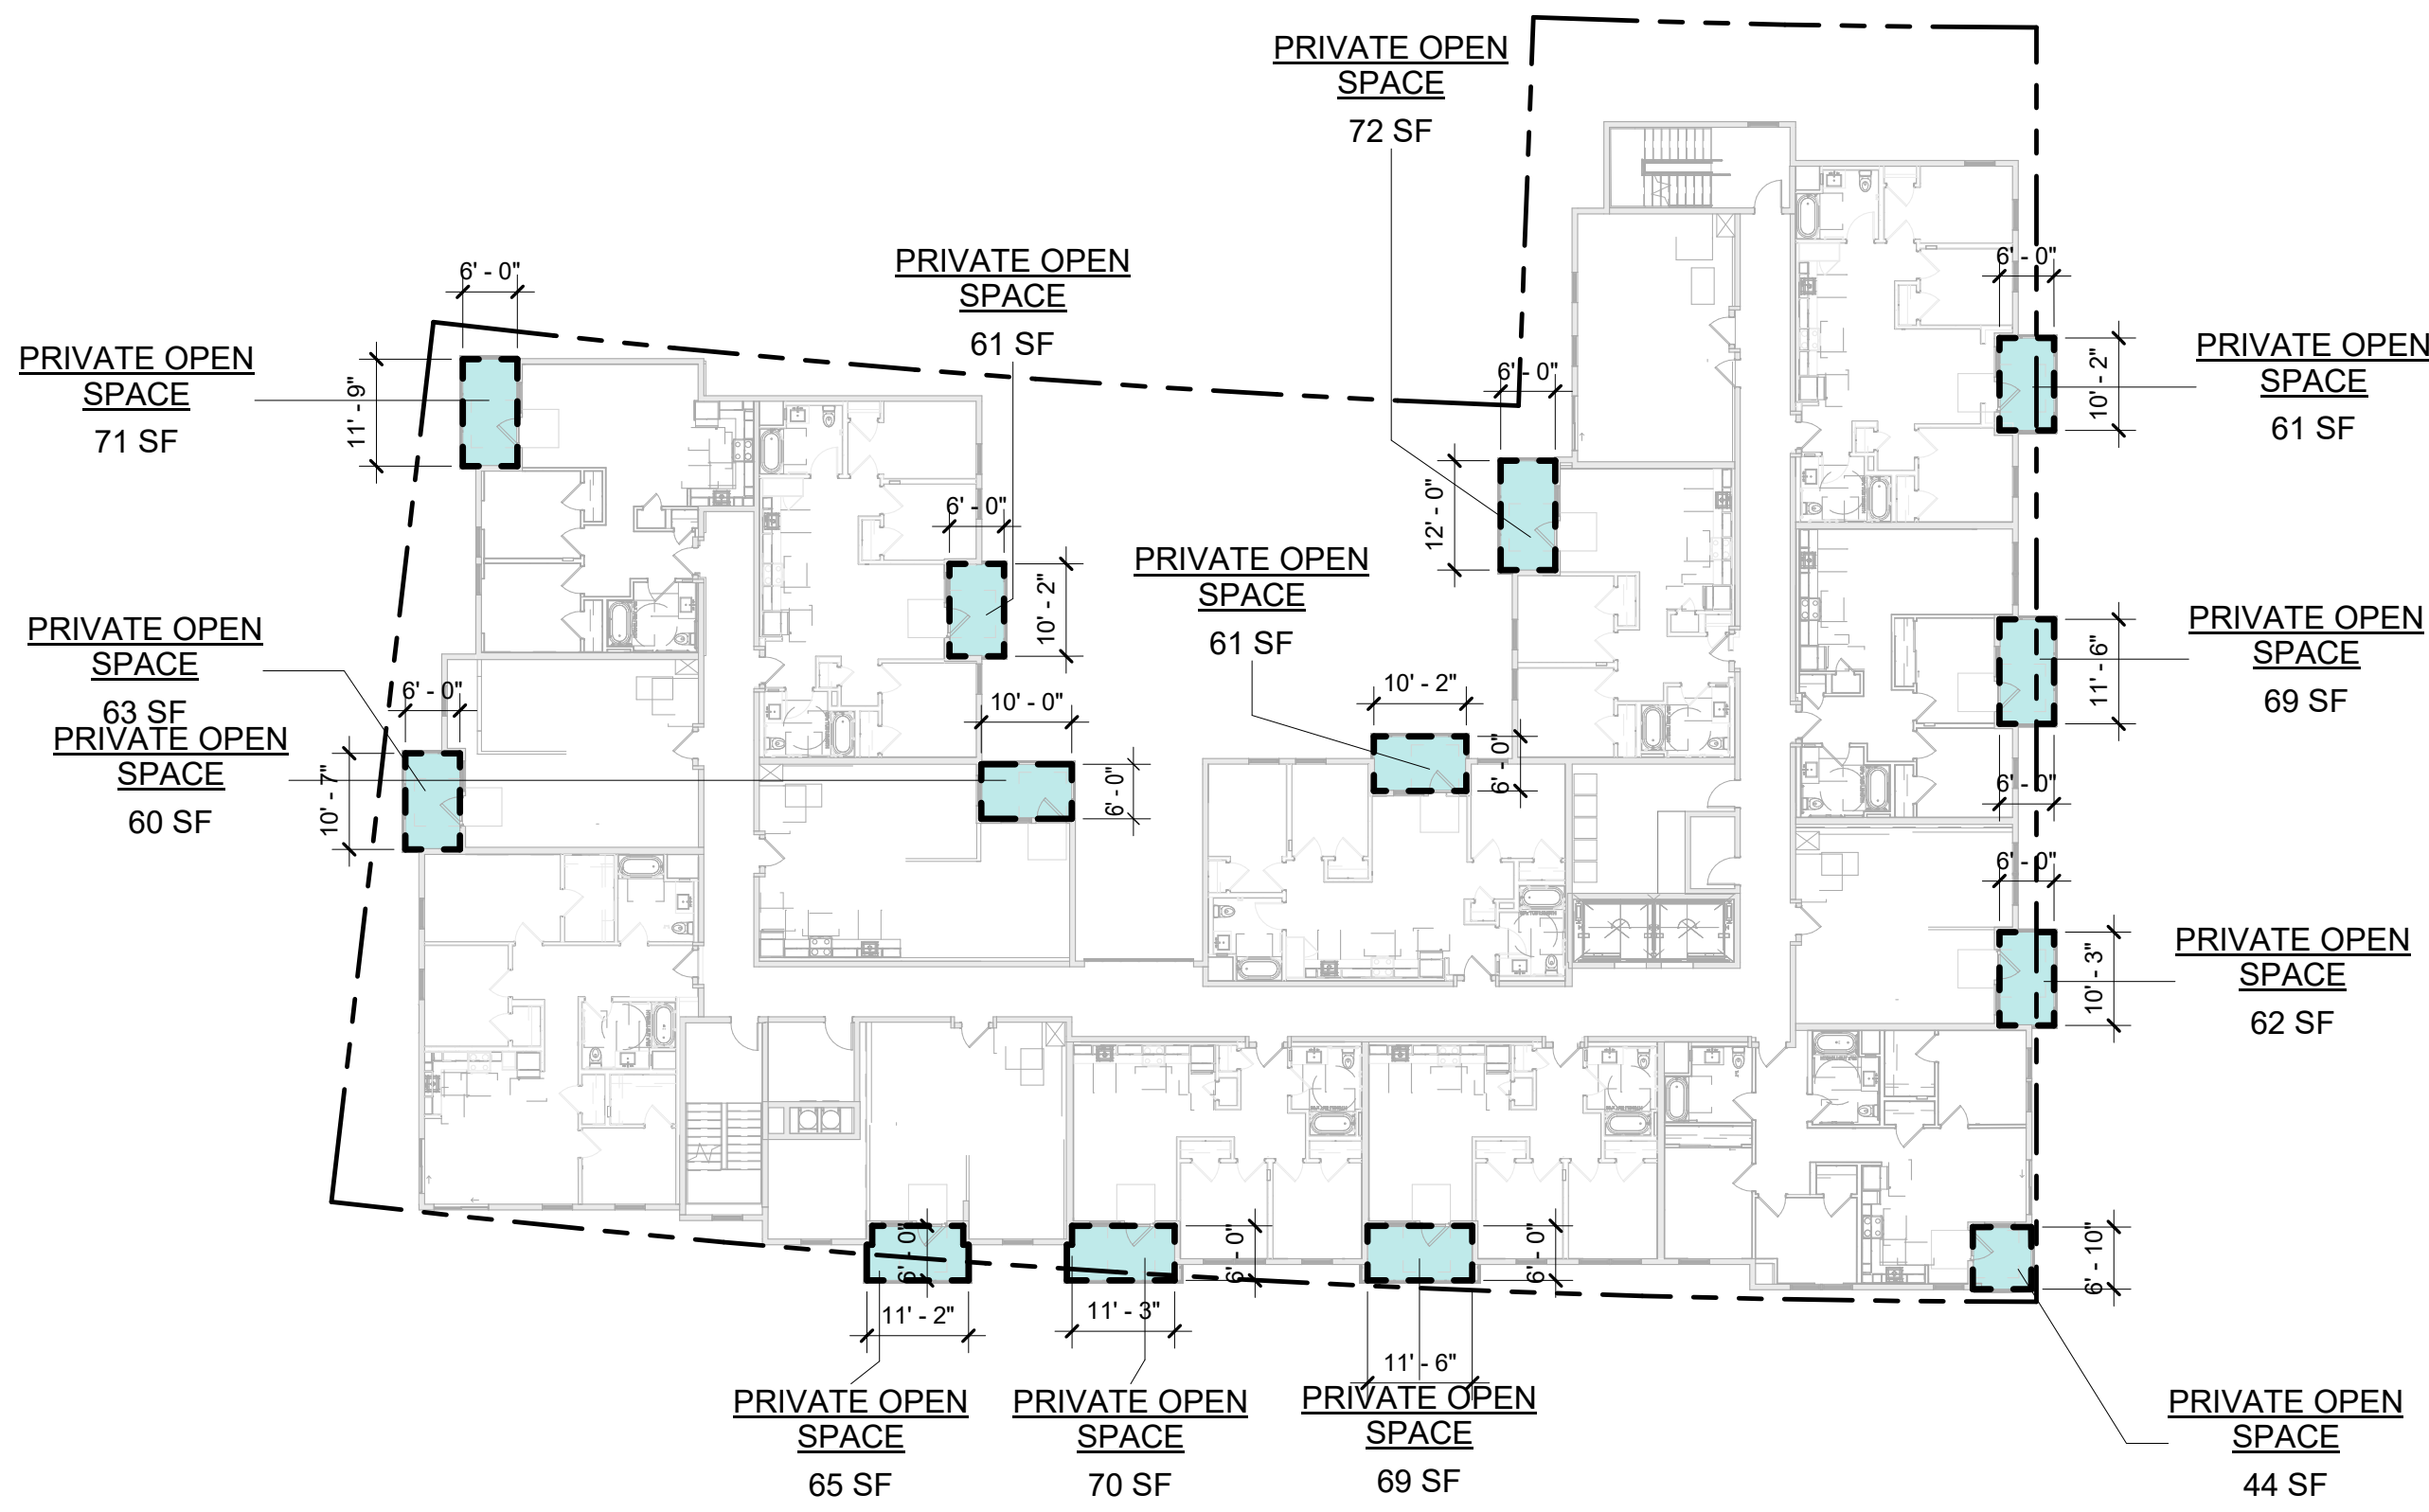 PRIVATE OPEN
SPACE
72 SF
PRIVATE OPEN
SPACE
61 SF
6' - 0"
6' - 0"
PRIVATE OPEN
SPACE
71 SF
11' - 9"
6' - 0"
10' - 2"
PRIVATE OPEN
SPACE
61 SF
12' - 0"
6' - 0"
10' - 2"
PRIVATE OPEN
SPACE
61 SF
PRIVATE OPEN
SPACE
63 SF
6' - 0"
10' - 0"
10' - 2"
6' - 0"
11' - 6"
PRIVATE OPEN
SPACE
69 SF
6' - 0"
PRIVATE OPEN
SPACE
60 SF
10' - 7"
6' - 0"
6' - 0"
10' - 3"
PRIVATE OPEN
SPACE
62 SF
6' - 0"
6' - 0"
6' - 0"
6' - 10"
11' - 2"
11' - 3"
11' - 6"
PRIVATE OPEN
SPACE
65 SF
PRIVATE OPEN
SPACE
70 SF
PRIVATE OPEN
SPACE
69 SF
PRIVATE OPEN
SPACE
44 SF